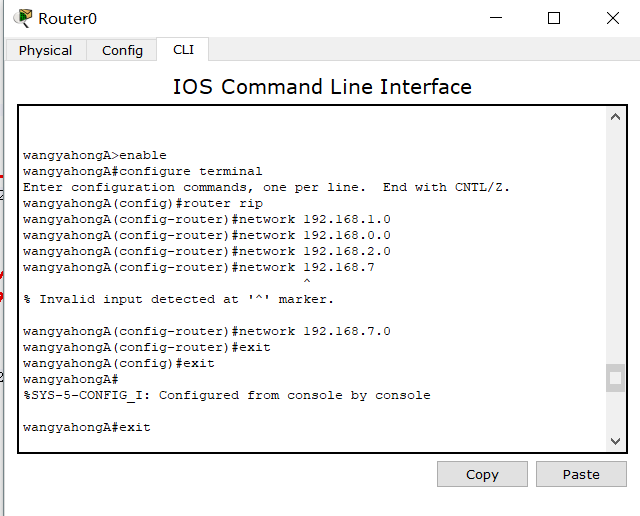 Router0
Physical Config CLI
IOS Command Line Interface
wangyahongA>enable
wangyahongA#configure terminal
Enter configuration commands, one per line.  End with CNTL/Z.
wangyahongA(config)#router rip
wangyahongA(config-router)#network 192.168.1.0
wangyahongA(config-router)#network 192.168.0.0
wangyahongA(config-router)#network 192.168.2.0
wangyahongA(config-router)#network 192.168.7
^
% Invalid input detected at '^' marker.
wangyahongA(config-router)#network 192.168.7.0
wangyahongA(config-router)#exit
wangyahongA(config)#exit
wangyahongA#
%SYS-5-CONFIG_I: Configured from console by console
wangyahongA#exit
Copy Paste